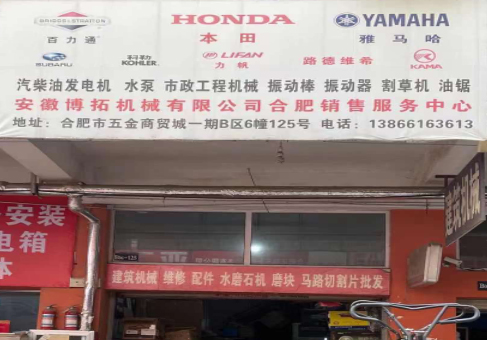 BRIGGS&STRATTON HONDA YAMAHA
百力通 本田 雅马哈
SUBARU 科勒 KOHLER LIFAN 力帆 路德维希 KAMA
汽柴油发电机 水泵 市政工程机械 振动棒 振动器 割草机 油锯
安徽博拓机械有限公司合肥销售服务中心
地址：合肥市五金商贸城一期B区6幢125号 电话：13866163613
建筑机械
安装
电箱
体
建筑机械 维修 配件 水磨石机 磨块 马路切割片批发